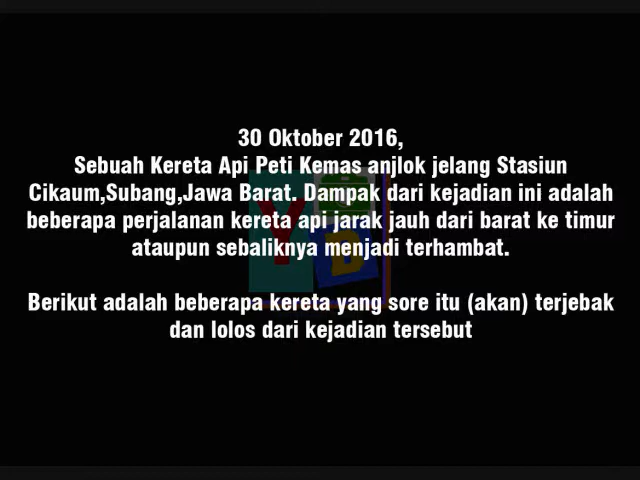 30 Oktober 2016,
Sebuah Kereta Api Peti Kemas anjlok jelang Stasiun
Cikaum,Subang,Jawa Barat. Dampak dari kejadian ini adalah
beberapa perjalanan kereta api jarak jauh dari barat ke timur
ataupun sebaliknya menjadi terhambat.
Berikut adalah beberapa kereta yang sore itu (akan) terjebak
dan lolos dari kejadian tersebut
Y
B